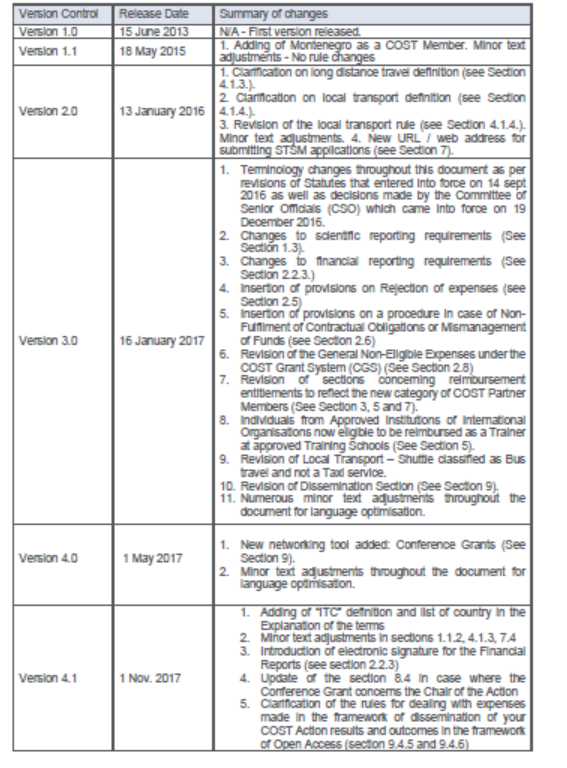 Version Control Release Date Summary of changes
Version 1.0 15 June 2013 N/A - First version released.
Version 1.1 18 May 2015 1. Adding of Montenegro as a COST Member. Minor text
adjustments - No rule changes
Version 2.0 13 January 2016 1. Clarification on long distance travel definition (see Section
4.1.3.).
2. Clarification on local transport definition (see Section
4.1.4.).
3. Revision of the local transport rule (see Section 4.1.4.).
Minor text adjustments. 4. New URL / web address for
submitting STSM applications (see Section 7).
Version 3.0 16 January 2017 1. Terminology changes throughout this document as per
revisions of Statutes that entered into force on 14 sept
2016 as well as decisions made by the Committee of
Senior Officials (CSO) which came into force on 19
December 2016.
2. Changes to scientific reporting requirements (See
Section 1.3).
3. Changes to financial reporting requirements (See
Section 2.2.3.)
4. Insertion of provisions on Rejection of expenses (see
Section 2.5)
5. Insertion of provisions on a procedure in case of Non-
Fulfilment of Contractual Obligations or Mismanagement
of Funds (see Section 2.6)
6. Revision of the General Non-Eligible Expenses under the
COST Grant System (CGS) (See Section 2.8)
7. Revision of sections concerning reimbursement
entitlements to reflect the new category of COST Partner
Members (See Section 3, 5 and 7).
8. Individuals from Approved Institutions of International
Organisations now eligible to be reimbursed as a Trainer
at approved Training Schools (See Section 5).
9. Revision of Local Transport – Shuttle classified as Bus
travel and not a Taxi service.
10. Revision of Dissemination Section (See Section 9).
11. Numerous minor text adjustments throughout the
document for language optimisation.
Version 4.0 1 May 2017 1. New networking tool added: Conference Grants (See
Section 9).
2. Minor text adjustments throughout the document for
language optimisation.
Version 4.1 1 Nov. 2017 1. Adding of "ITC" definition and list of country in the
Explanation of the terms
2. Minor text adjustments in sections 1.1.2, 4.1.3, 7.4
3. Introduction of electronic signature for the Financial
Reports (see section 2.2.3)
4. Update of the section 8.4 in case where the
Conference Grant concerns the Chair of the Action
5. Clarification of the rules for dealing with expenses
made in the framework of dissemination of your
COST Action results and outcomes in the framework
of Open Access (section 9.4.5 and 9.4.6)